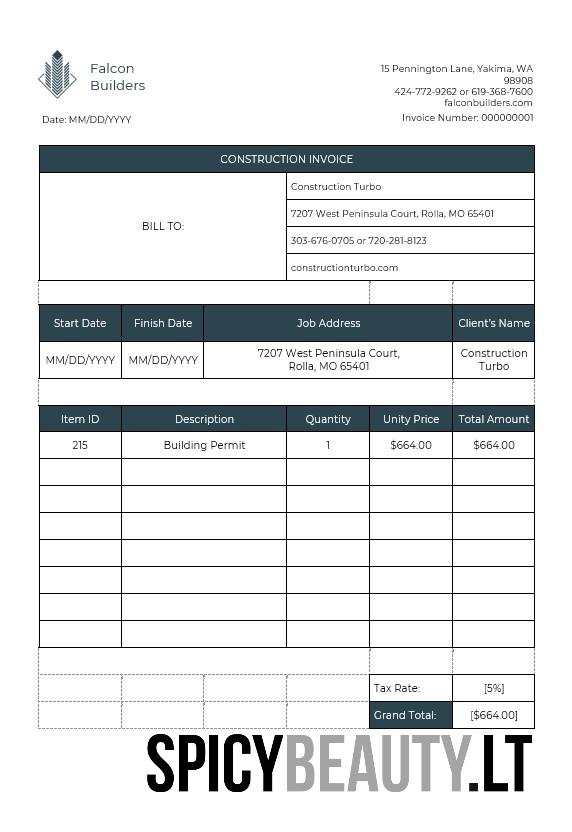 Falcon
Builders
15 Pennington Lane, Yakima, WA
98908
424-772-9262 or 619-368-7600
falconbuilders.com
Date: MM/DD/YYYY
Invoice Number: 000000001
CONSTRUCTION INVOICE
BILL TO:
Construction Turbo
7207 West Peninsula Court, Rolla, MO 65401
303-676-0705 or 720-281-8123
constructionturbo.com
Start Date Finish Date Job Address Client's Name
MM/DD/YYYY MM/DD/YYYY 7207 West Peninsula Court,
Rolla, MO 65401
Construction
Turbo
Item ID Description Quantity Unity Price Total Amount
215 Building Permit 1 $664.00 $664.00
Tax Rate: [5%]
Grand Total: [$664.00]
SPICYBEAUTY.LT